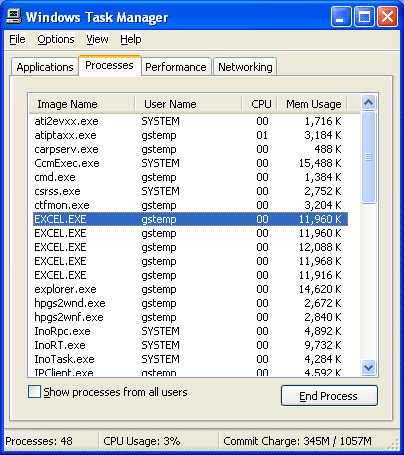 Windows Task Manager
File Options View Help
Applications Processes Performance Networking
Image Name User Name CPU Mem Usage
ati2evxx.exe SYSTEM 00 1,716 K
atiptaxx.exe gstemp 01 3,184 K
carpserv.exe gstemp 00 488 K
CcmExec.exe SYSTEM 00 15,488 K
cmd.exe gstemp 00 1,384 K
csrss.exe SYSTEM 00 2,752 K
ctfmon.exe gstemp 00 3,204 K
EXCEL.EXE gstemp 00 11,960 K
EXCEL.EXE gstemp 00 11,960 K
EXCEL.EXE gstemp 00 12,088 K
EXCEL.EXE gstemp 00 11,968 K
EXCEL.EXE gstemp 00 11,916 K
explorer.exe gstemp 00 14,620 K
hpgs2wnd.exe gstemp 00 2,672 K
hpgs2wnf.exe gstemp 00 2,840 K
InoRpc.exe SYSTEM 00 4,892 K
InoRT.exe SYSTEM 00 9,732 K
InoTask.exe SYSTEM 00 4,284 K
IPClient.exe gstemp 00 4,592 K
Show processes from all users
End Process
Processes: 48 CPU Usage: 3% Commit Charge: 345M / 1057M